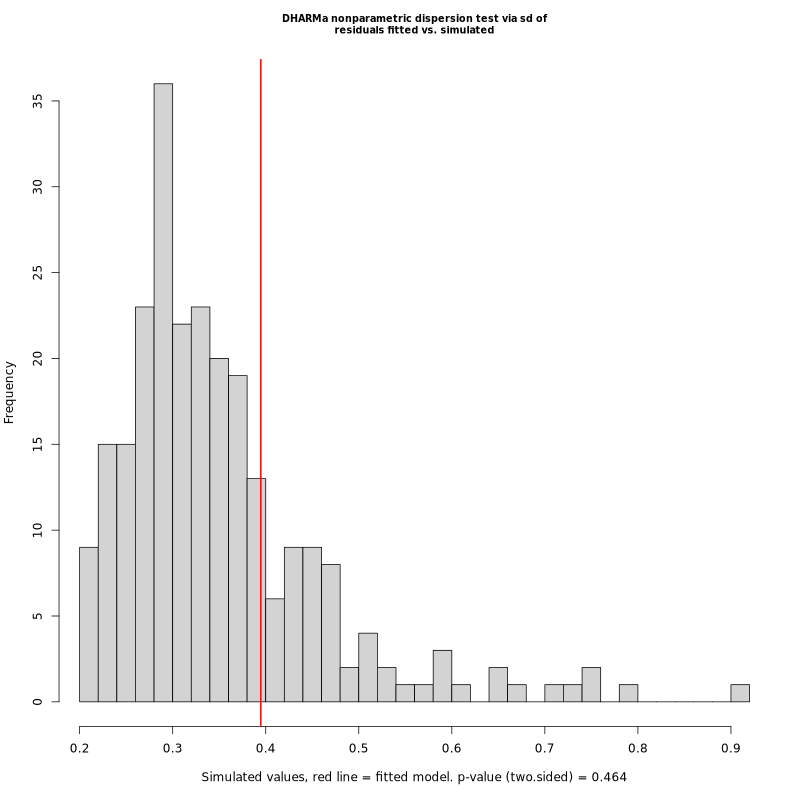 DHARMa nonparametric dispersion test via sd of
residuals fitted vs. simulated
Frequency
35
30
25
20
15
10
5
0
0.2 0.3 0.4 0.5 0.6 0.7 0.8 0.9
Simulated values, red line = fitted model. p-value (two.sided) = 0.464